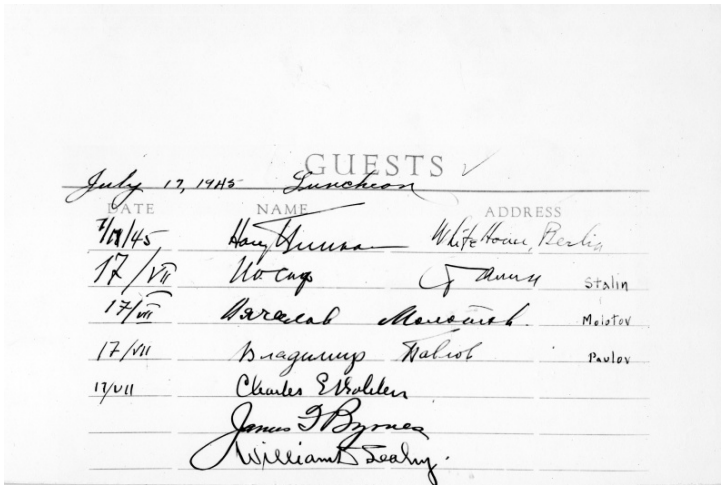 GUESTS ✓
July 17, 1945 Luncheon
DATE NAME ADDRESS
7/17/45 Harry Truman White House, Berlin
17/VII Иосиф Сталин Stalin
17/VII Вячеслав Молотов. Molotov
17/VII Владимир Павлов Pavlov
17/VII Charles E Bohlen
James F Byrnes
William D Leahy.